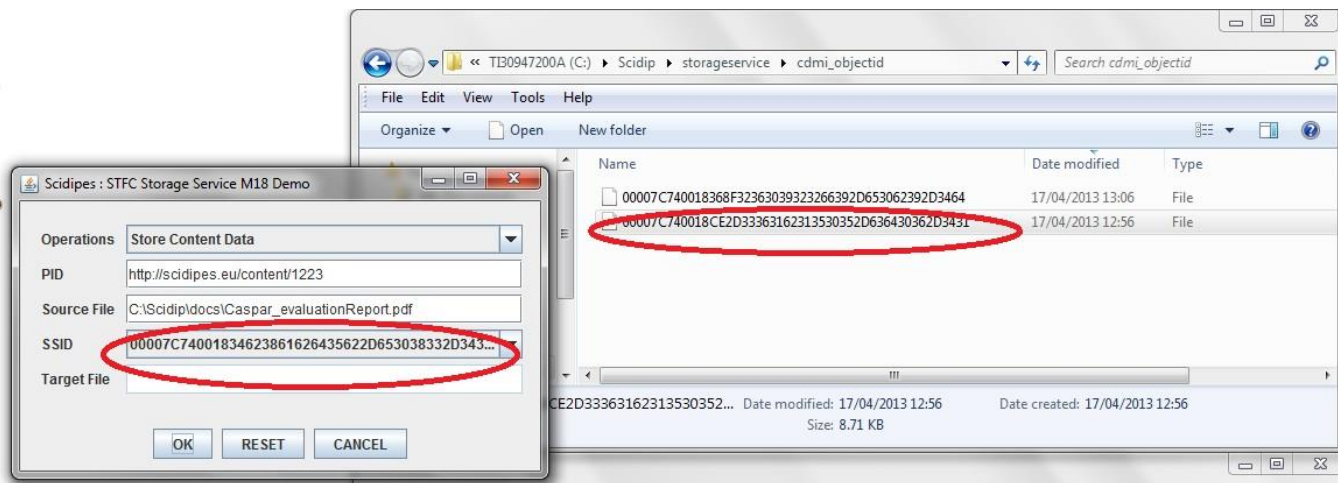 « TI30947200A (C:) ▸ Scidip ▸ storageservice ▸ cdmi_objectid
Search cdmi_objectid
File Edit View Tools Help
Organize Open New folder
Name Date modified Type
00007C740018368F32363039323266392D653062392D3464 17/04/2013 13:06 File
00007C740018CE2D33363162313530352D636430362D3431 17/04/2013 12:56 File
CE2D33363162313530352... Date modified: 17/04/2013 12:56 Date created: 17/04/2013 12:56
Size: 8.71 KB
Scidipes : STFC Storage Service M18 Demo
Operations Store Content Data
PID http://scidipes.eu/content/1223
Source File C:\Scidip\docs\Caspar_evaluationReport.pdf
SSID 00007C74001834623861626435622D653038332D343...
Target File
OK RESET CANCEL